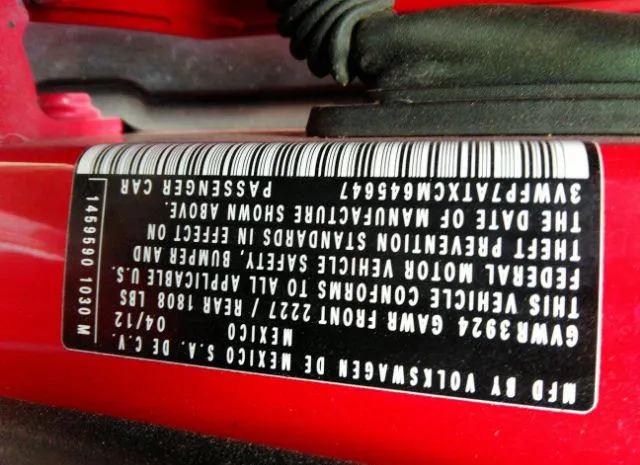 MFD BY VOLKSWAGEN DE MEXICO S.A. DE C.V.
MEXICO 04/12
GVWR 3924 GAWR FRONT 2227 / REAR 1808 LBS
THIS VEHICLE CONFORMS TO ALL APPLICABLE U.S.
FEDERAL MOTOR VEHICLE SAFETY, BUMPER AND
THEFT PREVENTION STANDARDS IN EFFECT ON
THE DATE OF MANUFACTURE SHOWN ABOVE.
3VWFP7ATXCM645647 PASSENGER CAR
1459590 1030 M